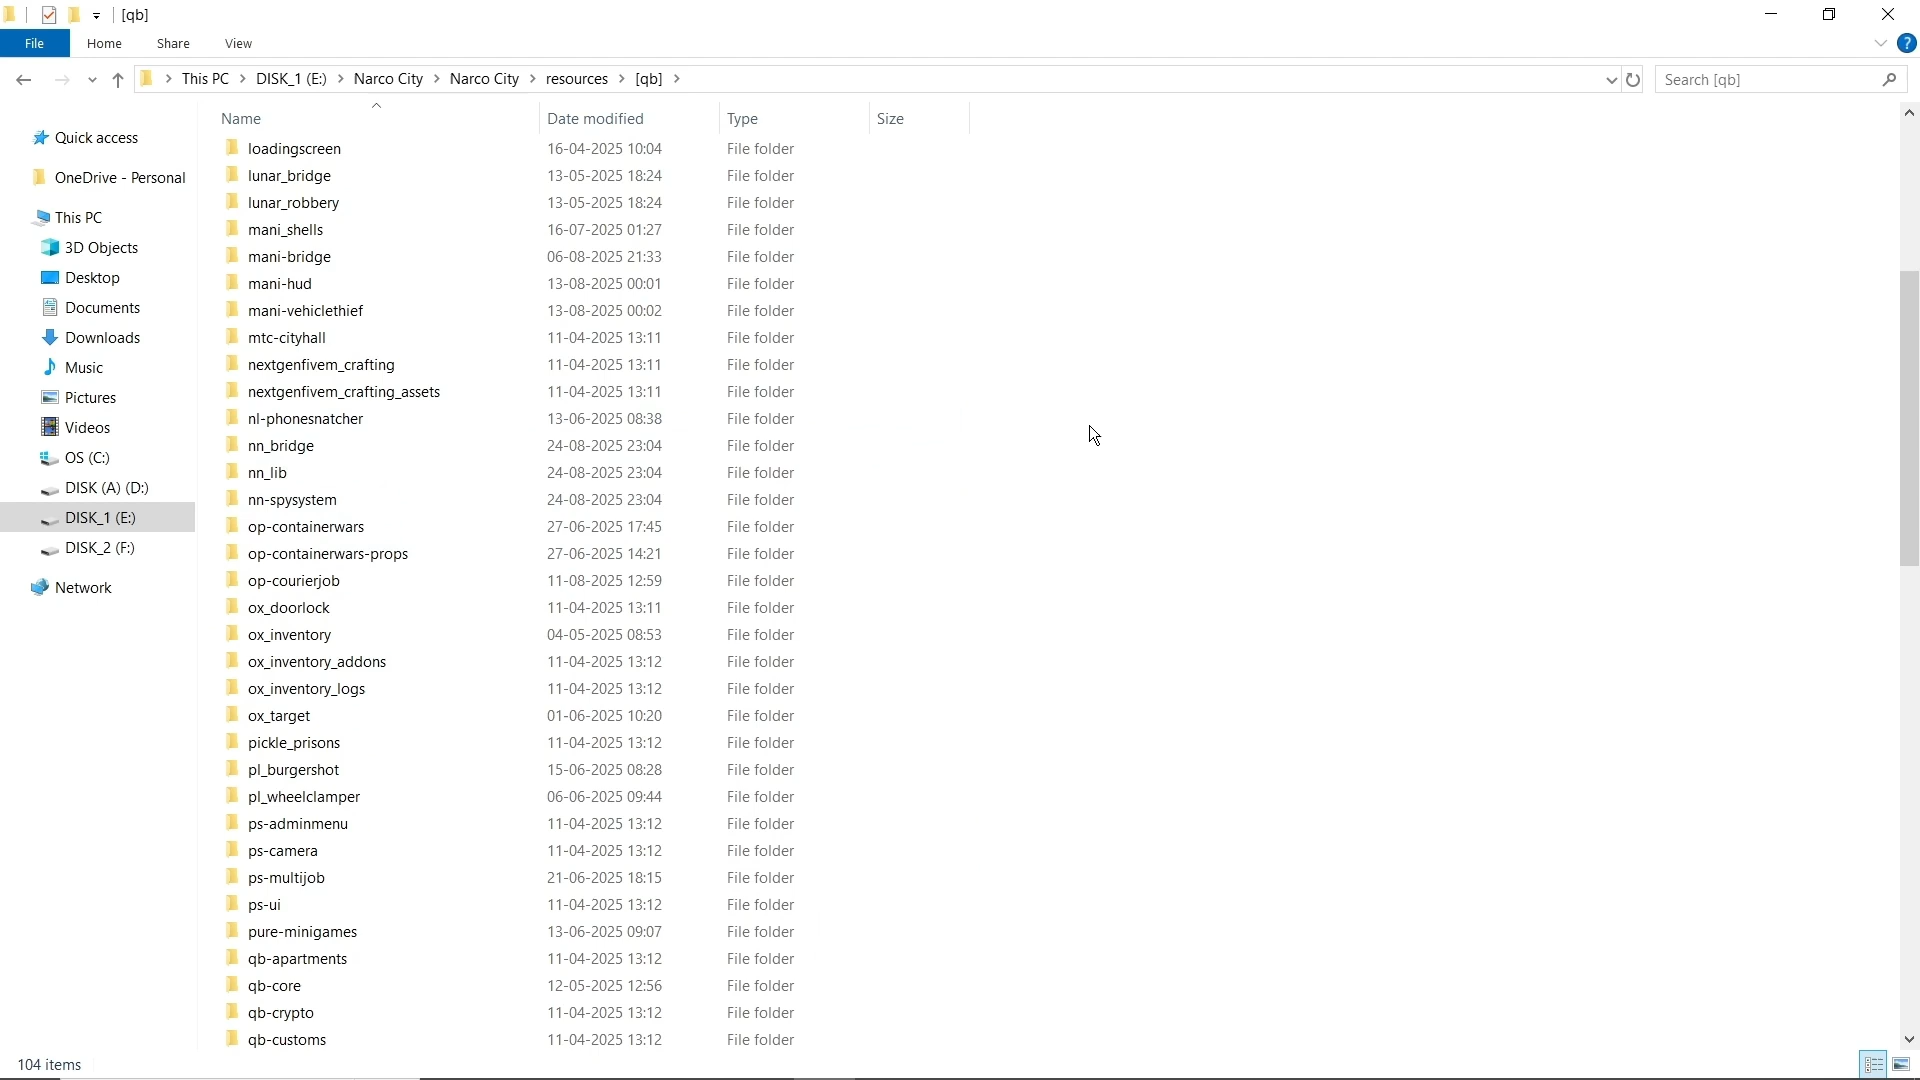 [qb]
File Home Share View
This PC DISK_1 (E:) Narco City Narco City resources [qb] Search [qb]
Quick access
OneDrive - Personal
This PC
3D Objects
Desktop
Documents
Downloads
Music
Pictures
Videos
OS (C:)
DISK (A) (D:)
DISK_1 (E:)
DISK_2 (F:)
Network
Name Date modified Type Size
loadingscreen 16-04-2025 10:04 File folder
lunar_bridge 13-05-2025 18:24 File folder
lunar_robbery 13-05-2025 18:24 File folder
mani_shells 16-07-2025 01:27 File folder
mani-bridge 06-08-2025 21:33 File folder
mani-hud 13-08-2025 00:01 File folder
mani-vehiclethief 13-08-2025 00:02 File folder
mtc-cityhall 11-04-2025 13:11 File folder
nextgenfivem_crafting 11-04-2025 13:11 File folder
nextgenfivem_crafting_assets 11-04-2025 13:11 File folder
nl-phonesnatcher 13-06-2025 08:38 File folder
nn_bridge 24-08-2025 23:04 File folder
nn_lib 24-08-2025 23:04 File folder
nn-spysystem 24-08-2025 23:04 File folder
op-containerwars 27-06-2025 17:45 File folder
op-containerwars-props 27-06-2025 14:21 File folder
op-courierjob 11-08-2025 12:59 File folder
ox_doorlock 11-04-2025 13:11 File folder
ox_inventory 04-05-2025 08:53 File folder
ox_inventory_addons 11-04-2025 13:12 File folder
ox_inventory_logs 11-04-2025 13:12 File folder
ox_target 01-06-2025 10:20 File folder
pickle_prisons 11-04-2025 13:12 File folder
pl_burgershot 15-06-2025 08:28 File folder
pl_wheelclamper 06-06-2025 09:44 File folder
ps-adminmenu 11-04-2025 13:12 File folder
ps-camera 11-04-2025 13:12 File folder
ps-multijob 21-06-2025 18:15 File folder
ps-ui 11-04-2025 13:12 File folder
pure-minigames 13-06-2025 09:07 File folder
qb-apartments 11-04-2025 13:12 File folder
qb-core 12-05-2025 12:56 File folder
qb-crypto 11-04-2025 13:12 File folder
qb-customs 11-04-2025 13:12 File folder
104 items